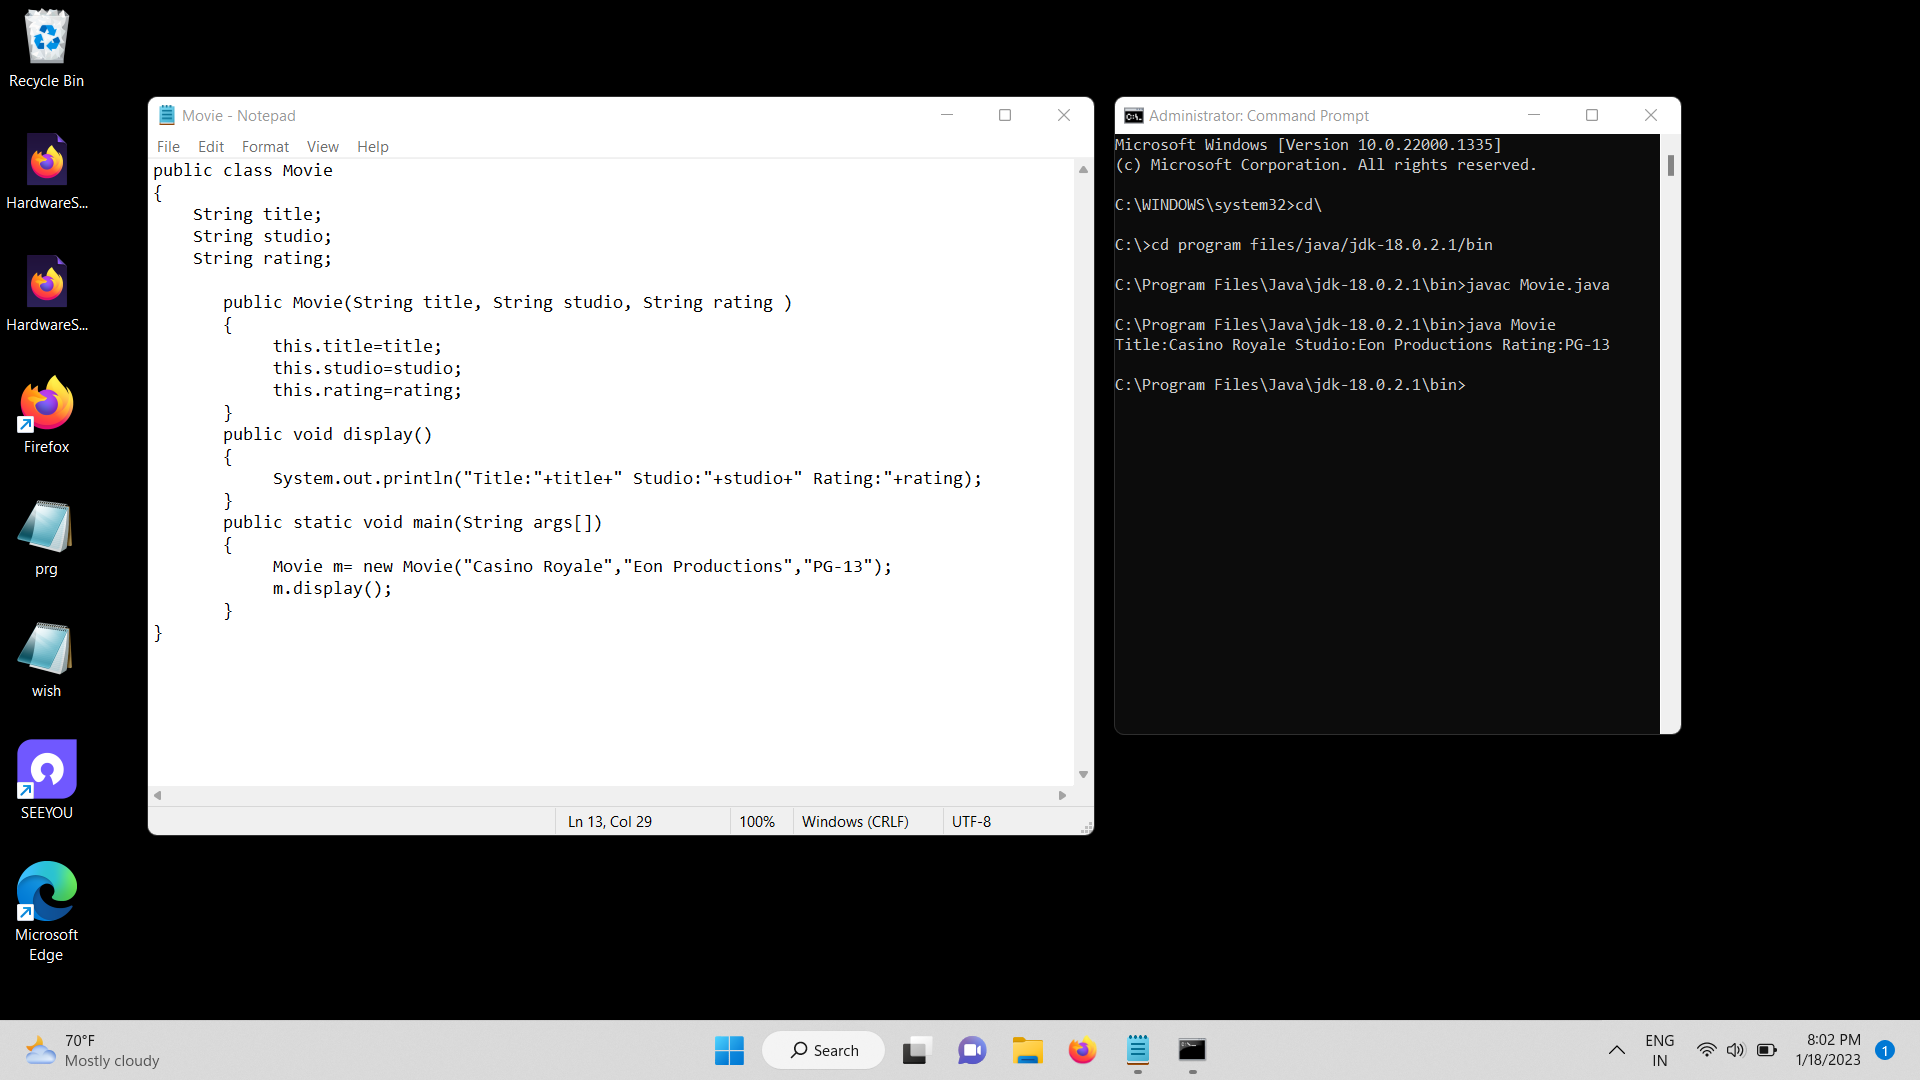 Recycle Bin
HardwareS...
HardwareS...
Firefox
prg
wish
SEEYOU
Microsoft
Edge
Movie - Notepad
File Edit Format View Help
public class Movie
{
String title;
String studio;
String rating;
public Movie(String title, String studio, String rating )
{
this.title=title;
this.studio=studio;
this.rating=rating;
}
public void display()
{
System.out.println("Title:"+title+" Studio:"+studio+" Rating:"+rating);
}
public static void main(String args[])
{
Movie m= new Movie("Casino Royale","Eon Productions","PG-13");
m.display();
}
}
Ln 13, Col 29 100% Windows (CRLF) UTF-8
Administrator: Command Prompt
Microsoft Windows [Version 10.0.22000.1335]
(c) Microsoft Corporation. All rights reserved.
C:\WINDOWS\system32>cd\
C:\>cd program files/java/jdk-18.0.2.1/bin
C:\Program Files\Java\jdk-18.0.2.1\bin>javac Movie.java
C:\Program Files\Java\jdk-18.0.2.1\bin>java Movie
Title:Casino Royale Studio:Eon Productions Rating:PG-13
C:\Program Files\Java\jdk-18.0.2.1\bin>
70°F
Mostly cloudy
Search
ENG
IN
8:02 PM
1/18/2023
1